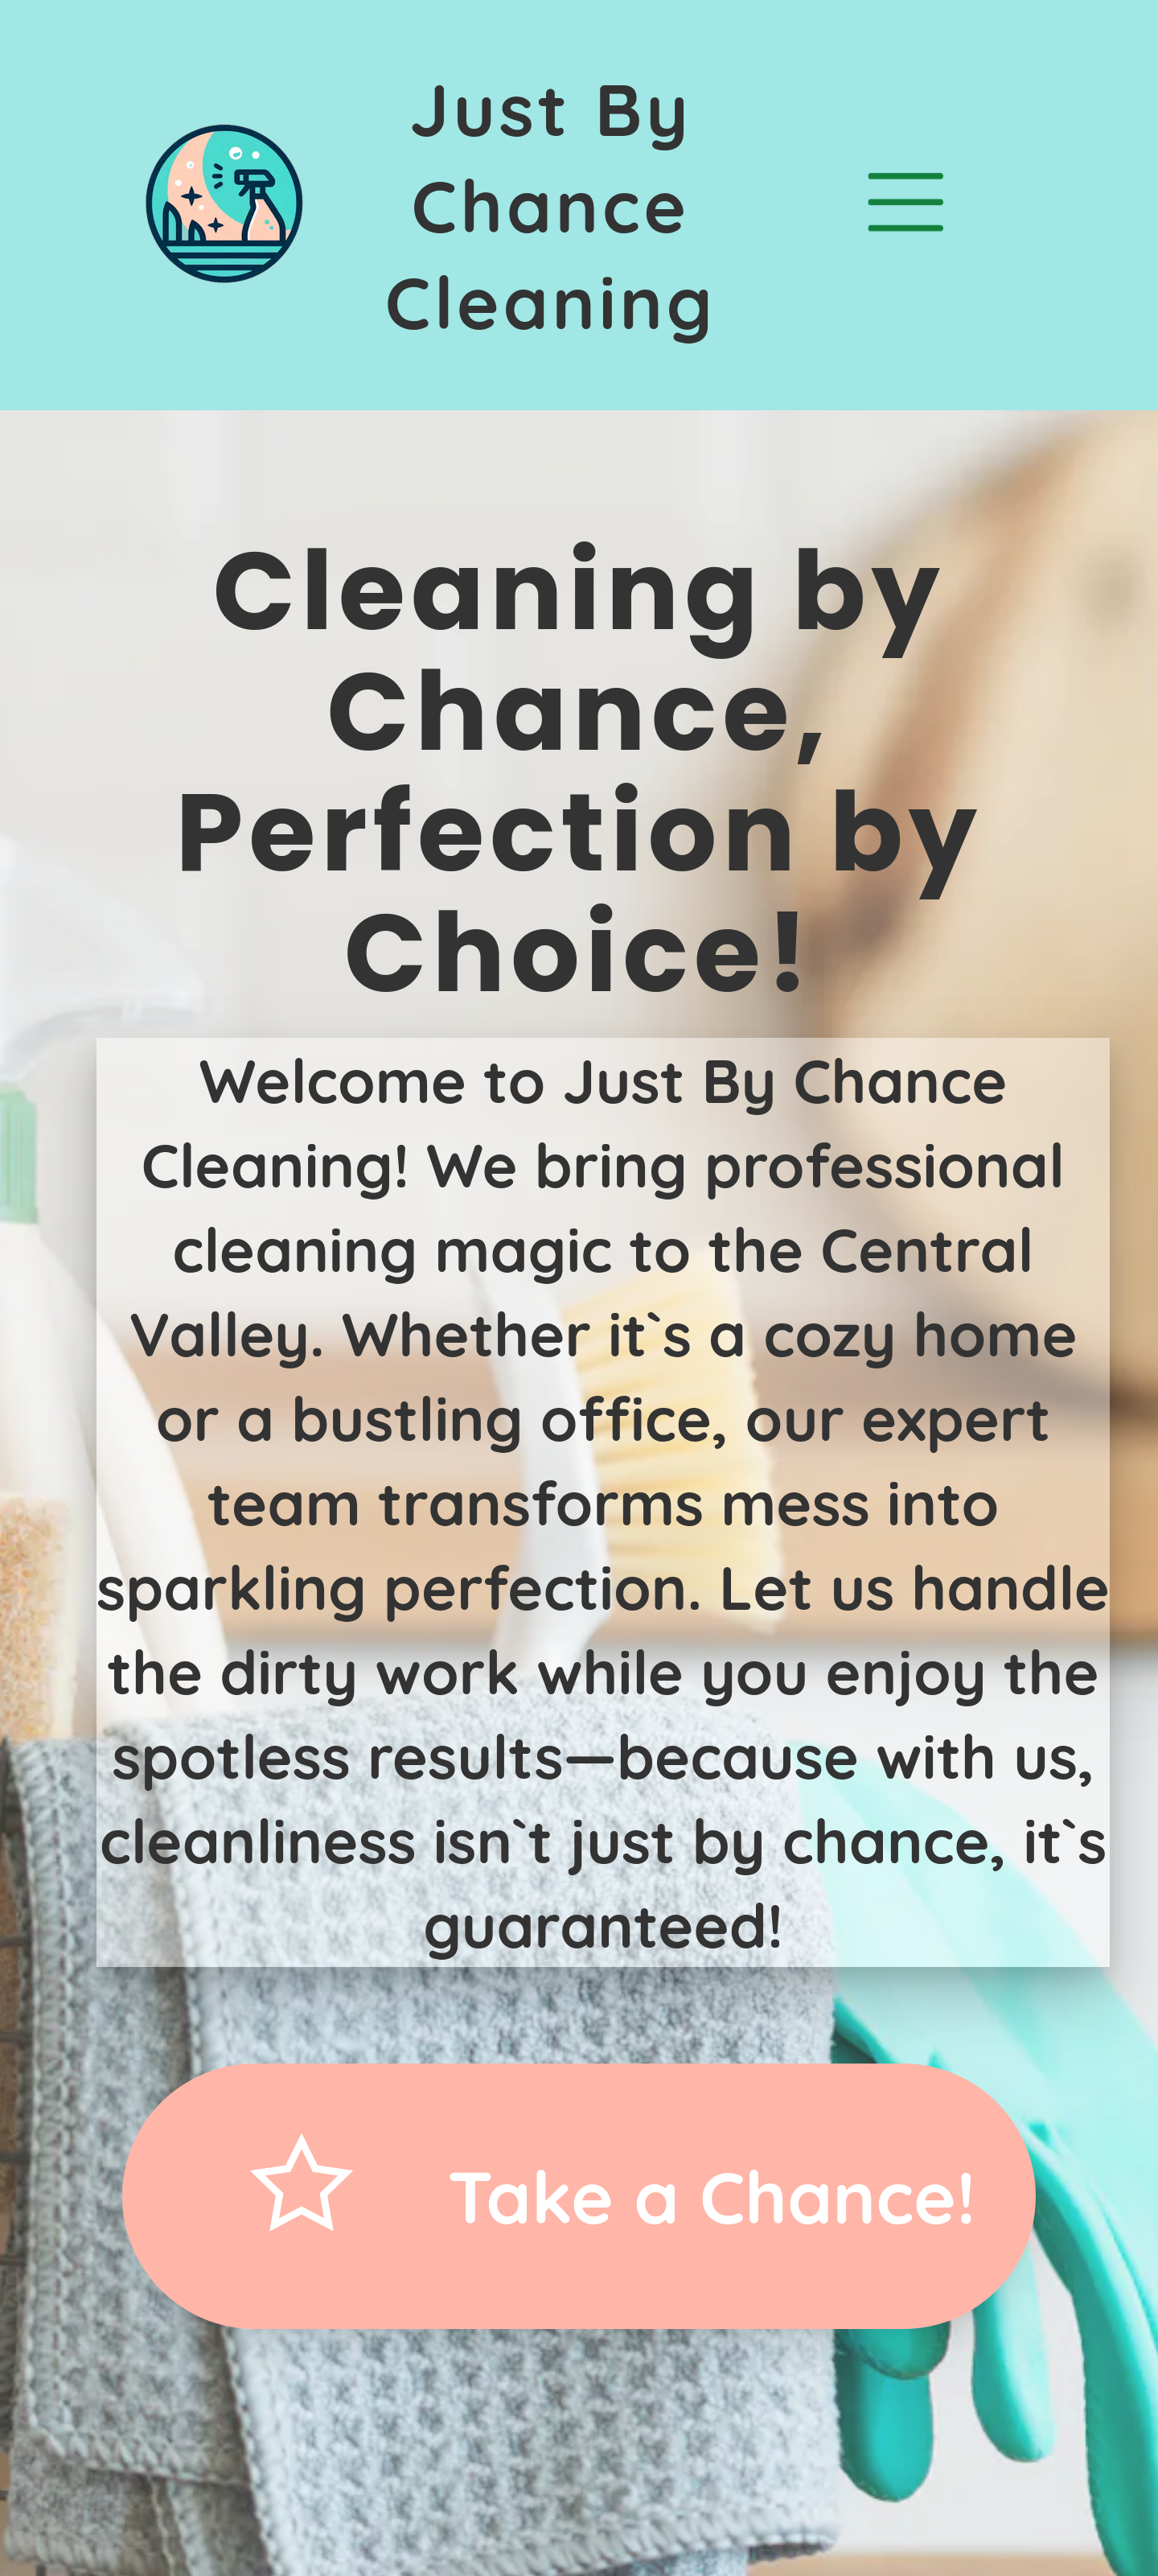 Just By
Chance
Cleaning
Cleaning by
Chance,
Perfection by
Choice!
Welcome to Just By Chance
Cleaning! We bring professional
cleaning magic to the Central
Valley. Whether it`s a cozy home
or a bustling office, our expert
team transforms mess into
sparkling perfection. Let us handle
the dirty work while you enjoy the
spotless results—because with us,
cleanliness isn`t just by chance, it`s
guaranteed!
Take a Chance!